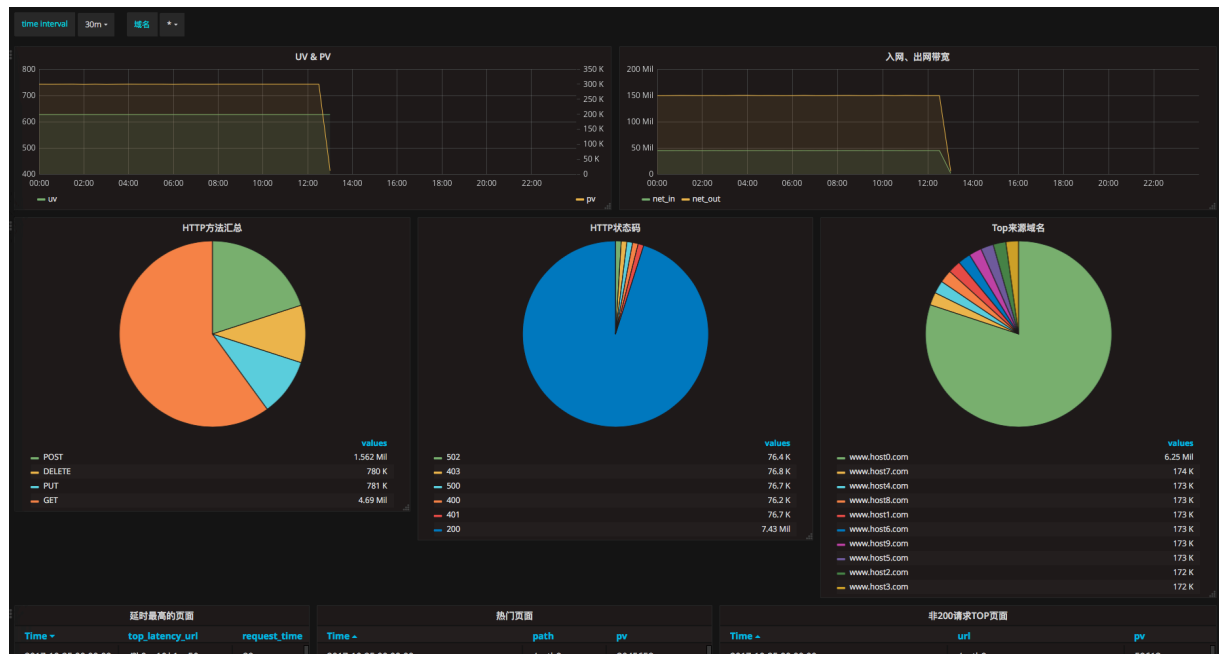 time interval 30m 域名 *
UV & PV
800
700
600
500
400
350 K
300 K
250 K
200 K
150 K
100 K
50 K
0
00:00 02:00 04:00 06:00 08:00 10:00 12:00 14:00 16:00 18:00 20:00 22:00
uv pv
入网、出网带宽
200 Mil
150 Mil
100 Mil
50 Mil
0
00:00 02:00 04:00 06:00 08:00 10:00 12:00 14:00 16:00 18:00 20:00 22:00
net_in net_out
HTTP方法汇总
values
POST 1.562 Mil
DELETE 780 K
PUT 781 K
GET 4.69 Mil
HTTP状态码
values
502 76.4 K
403 76.8 K
500 76.7 K
400 76.2 K
401 76.7 K
200 7.43 Mil
Top来源域名
values
www.host0.com 6.25 Mil
www.host7.com 174 K
www.host4.com 173 K
www.host8.com 173 K
www.host1.com 173 K
www.host6.com 173 K
www.host9.com 173 K
www.host5.com 173 K
www.host2.com 172 K
www.host3.com 172 K
延时最高的页面
Time top_latency_url request_time
热门页面
Time path pv
非200请求TOP页面
Time url pv